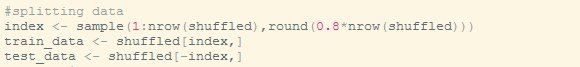 #splitting data
index <- sample(1:nrow(shuffled),round(0.8*nrow(shuffled)))
train_data <- shuffled[index,]
test_data <- shuffled[-index,]